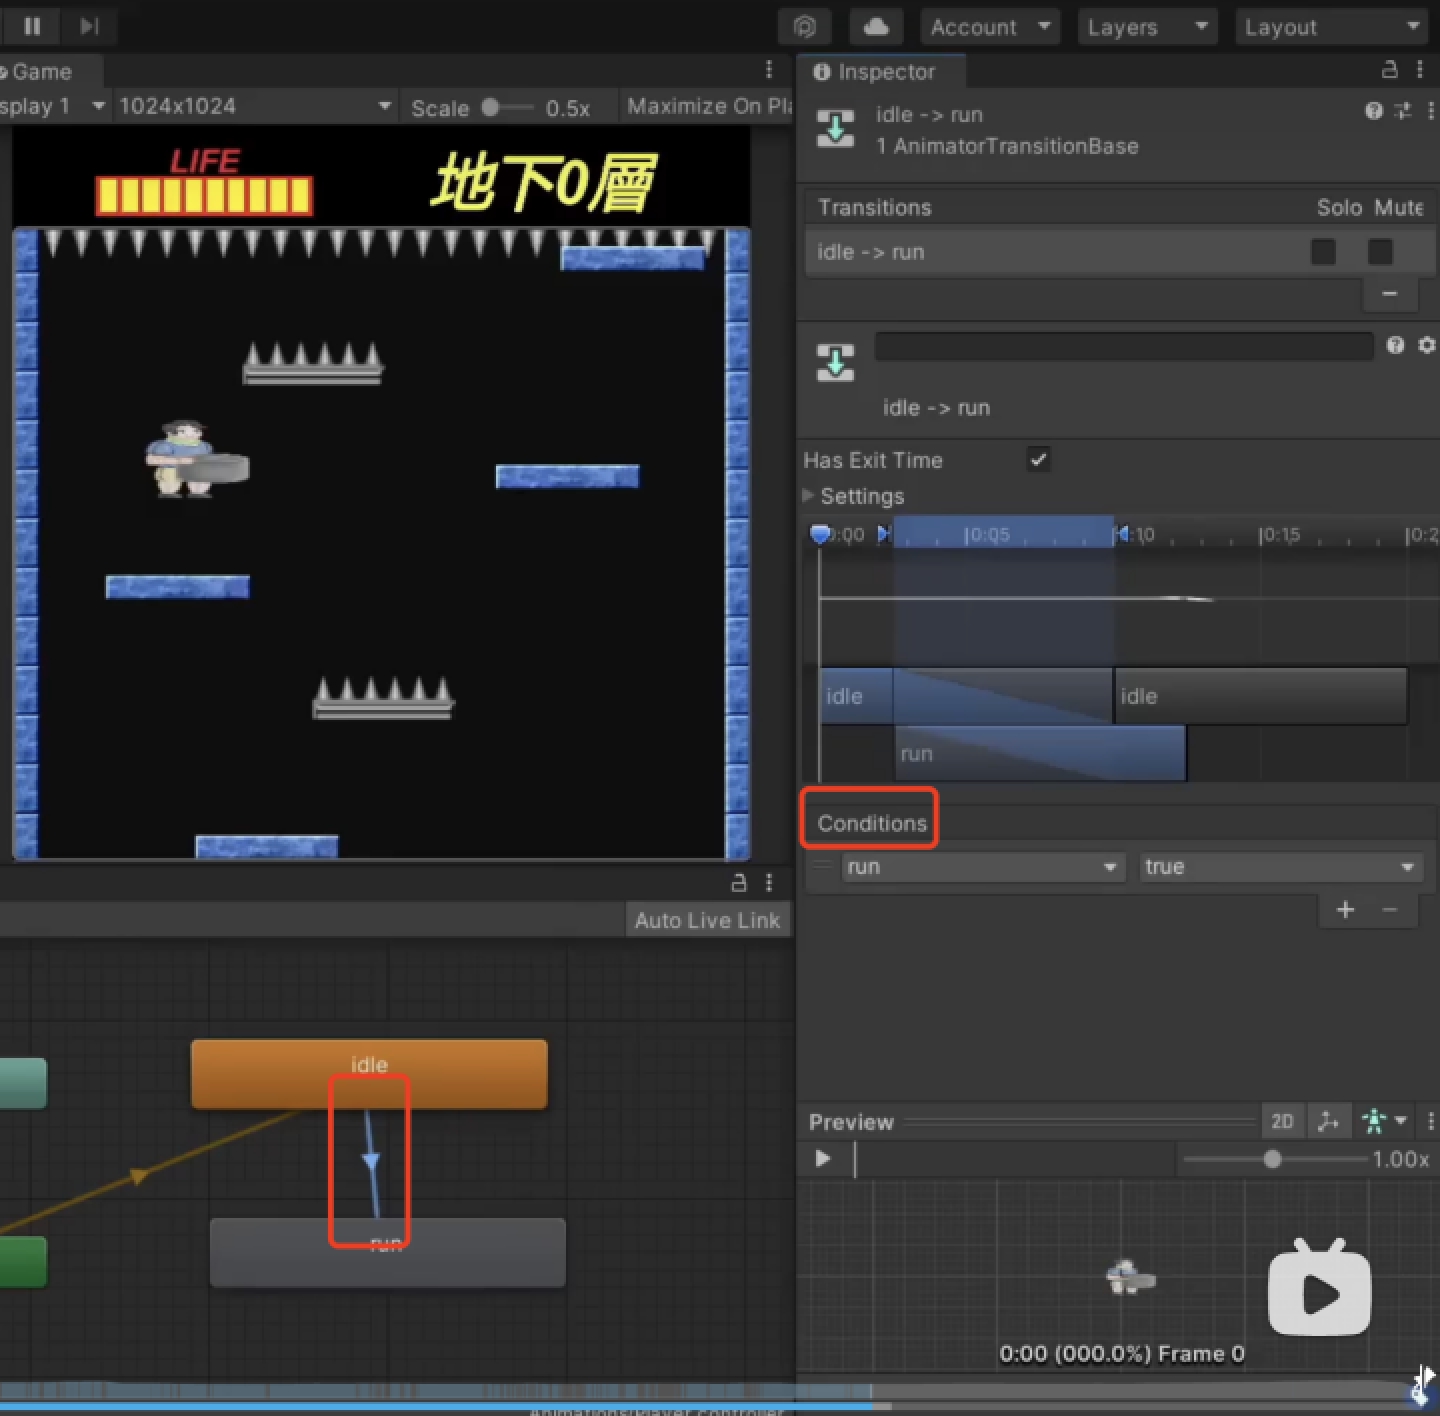 Account
Layers
Layout
Game
splay 1
1024x1024
Scale
0.5x
Maximize On Pla
LIFE
地下0層
Inspector
idle -> run
1 AnimatorTransitionBase
Transitions
Solo
Mute
idle -> run
idle -> run
Has Exit Time
Settings
0:00
0:05
0:10
0:15
0:2
idle
idle
run
Conditions
run
true
Auto Live Link
idle
run
Preview
2D
1.00x
0:00 (000.0%) Frame 0